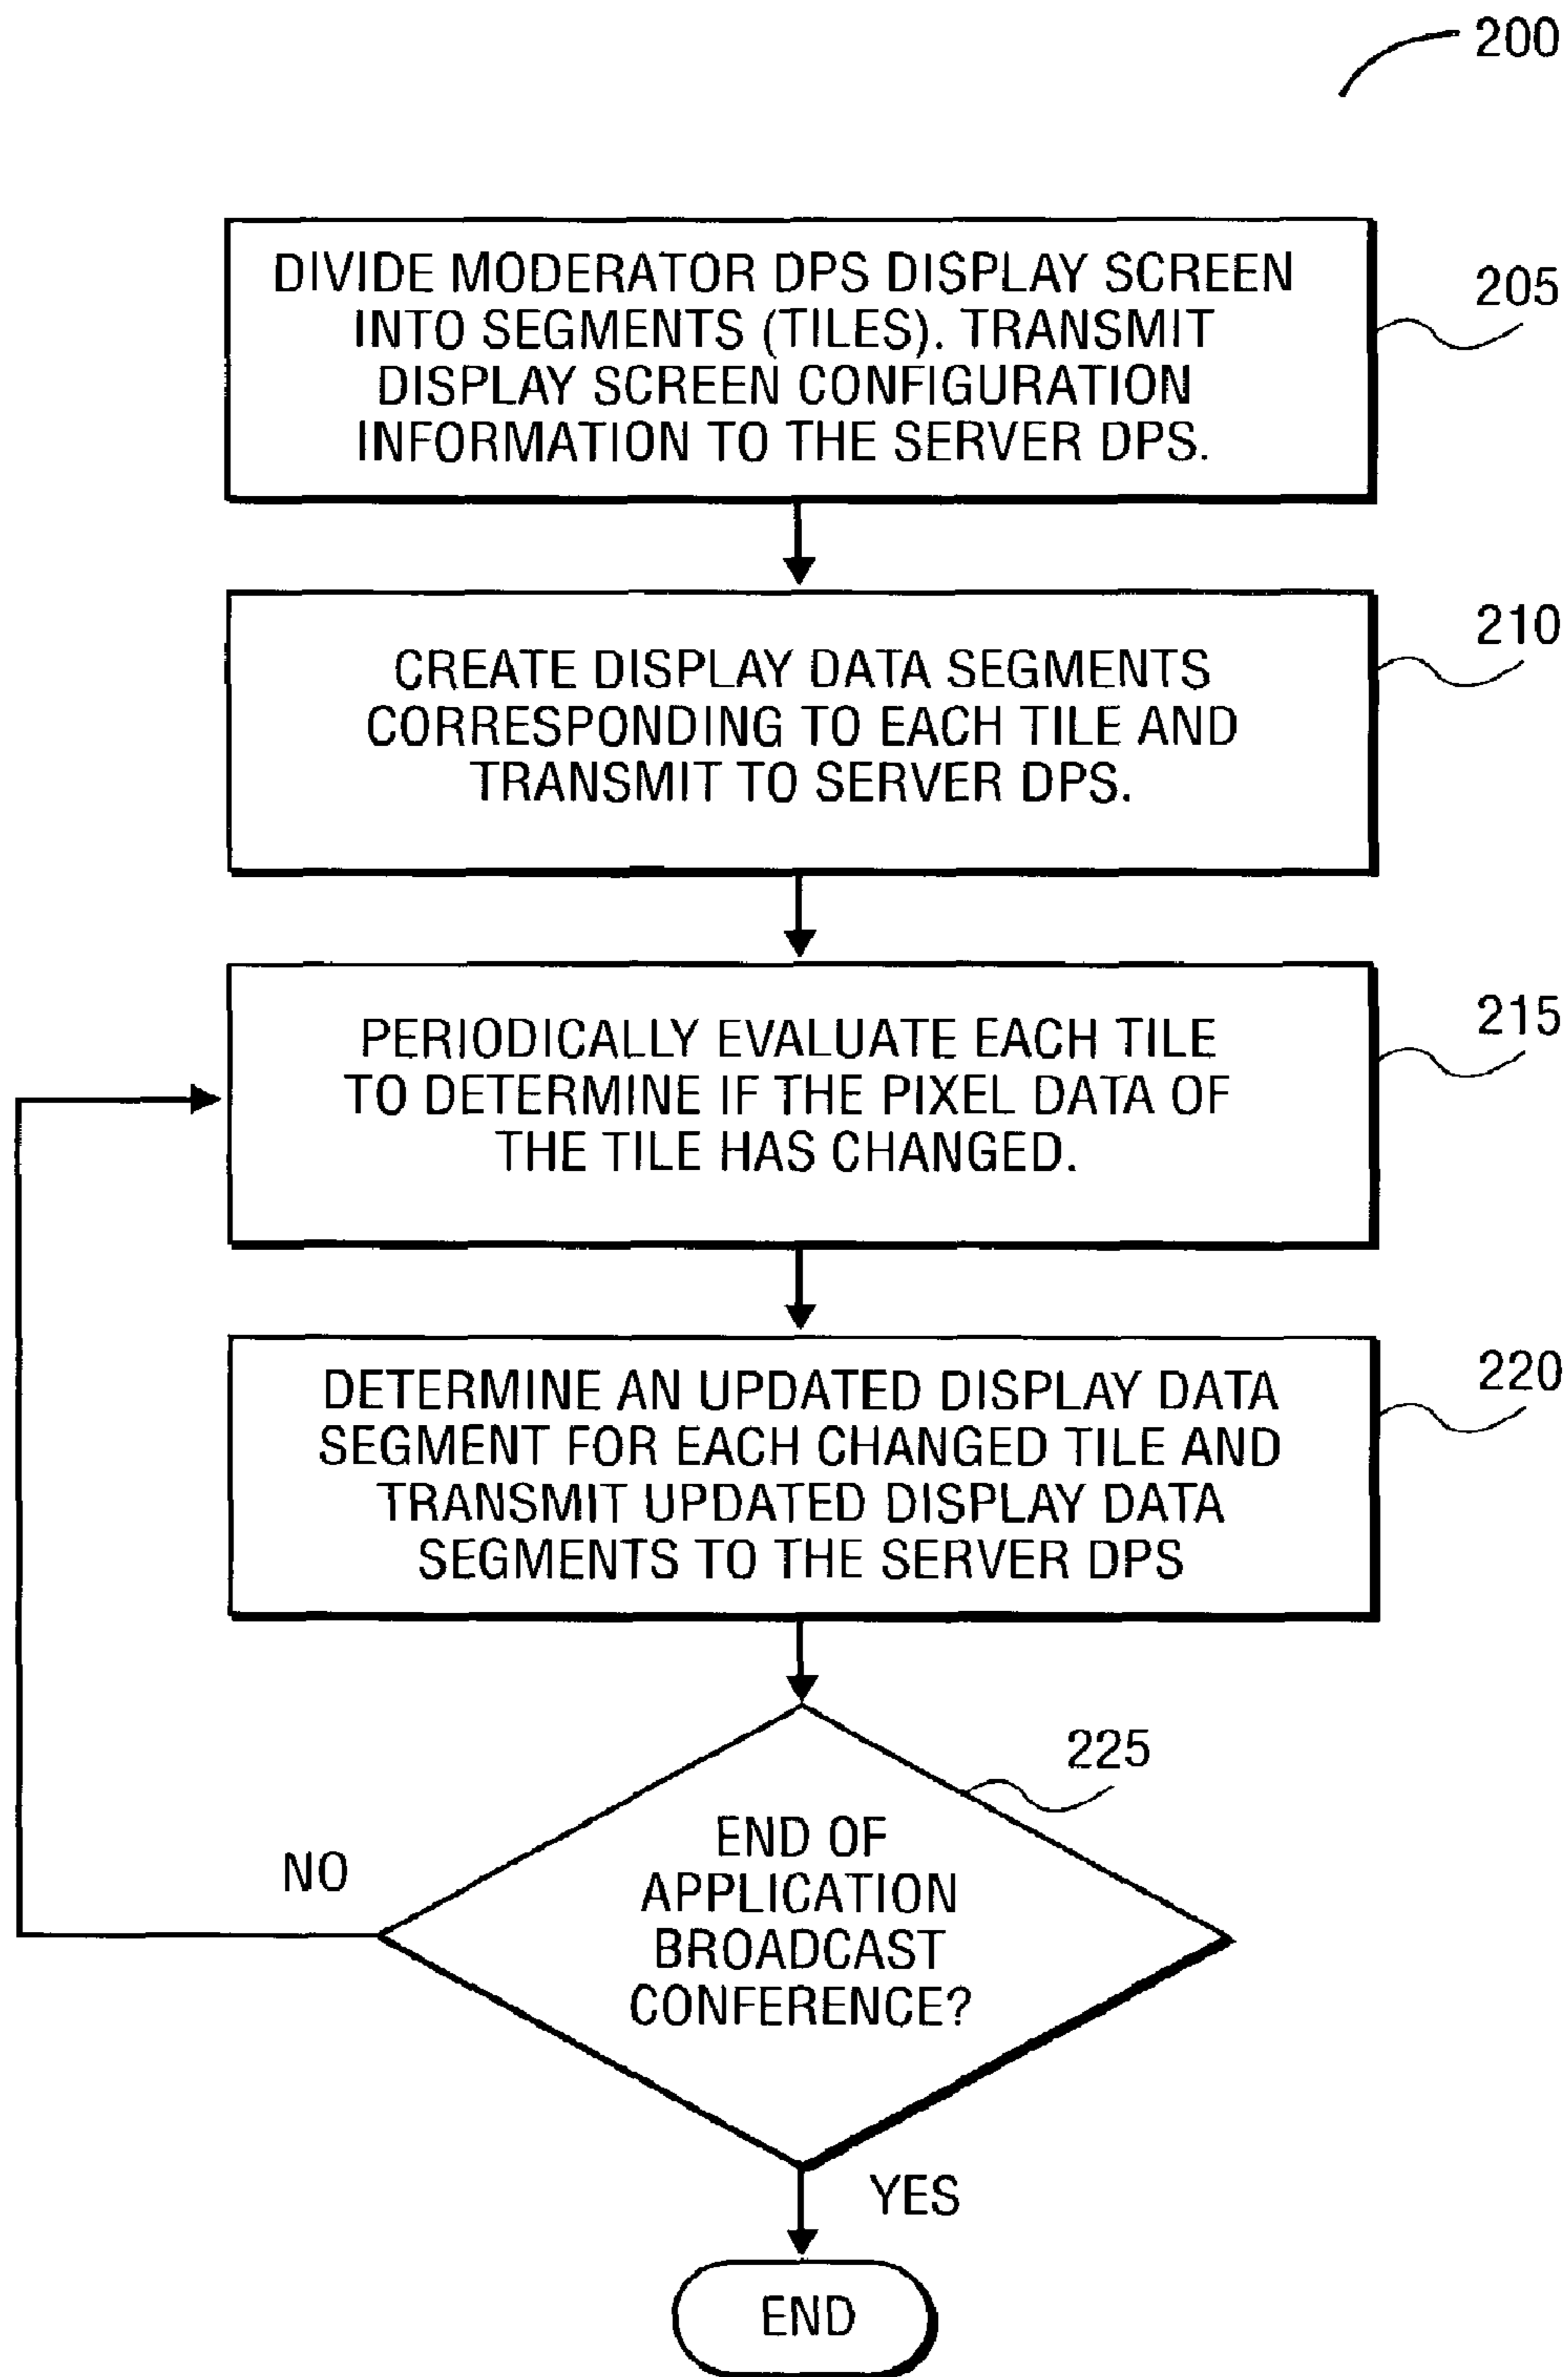 200
DIVIDE MODERATOR DPS DISPLAY SCREEN
INTO SEGMENTS (TILES). TRANSMIT
DISPLAY SCREEN CONFIGURATION
INFORMATION TO THE SERVER DPS.
205
CREATE DISPLAY DATA SEGMENTS
CORRESPONDING TO EACH TILE AND
TRANSMIT TO SERVER DPS.
210
PERIODICALLY EVALUATE EACH TILE
TO DETERMINE IF THE PIXEL DATA OF
THE TILE HAS CHANGED.
215
DETERMINE AN UPDATED DISPLAY DATA
SEGMENT FOR EACH CHANGED TILE AND
TRANSMIT UPDATED DISPLAY DATA
SEGMENTS TO THE SERVER DPS
220
225
END OF
APPLICATION
BROADCAST
CONFERENCE?
NO
YES
END